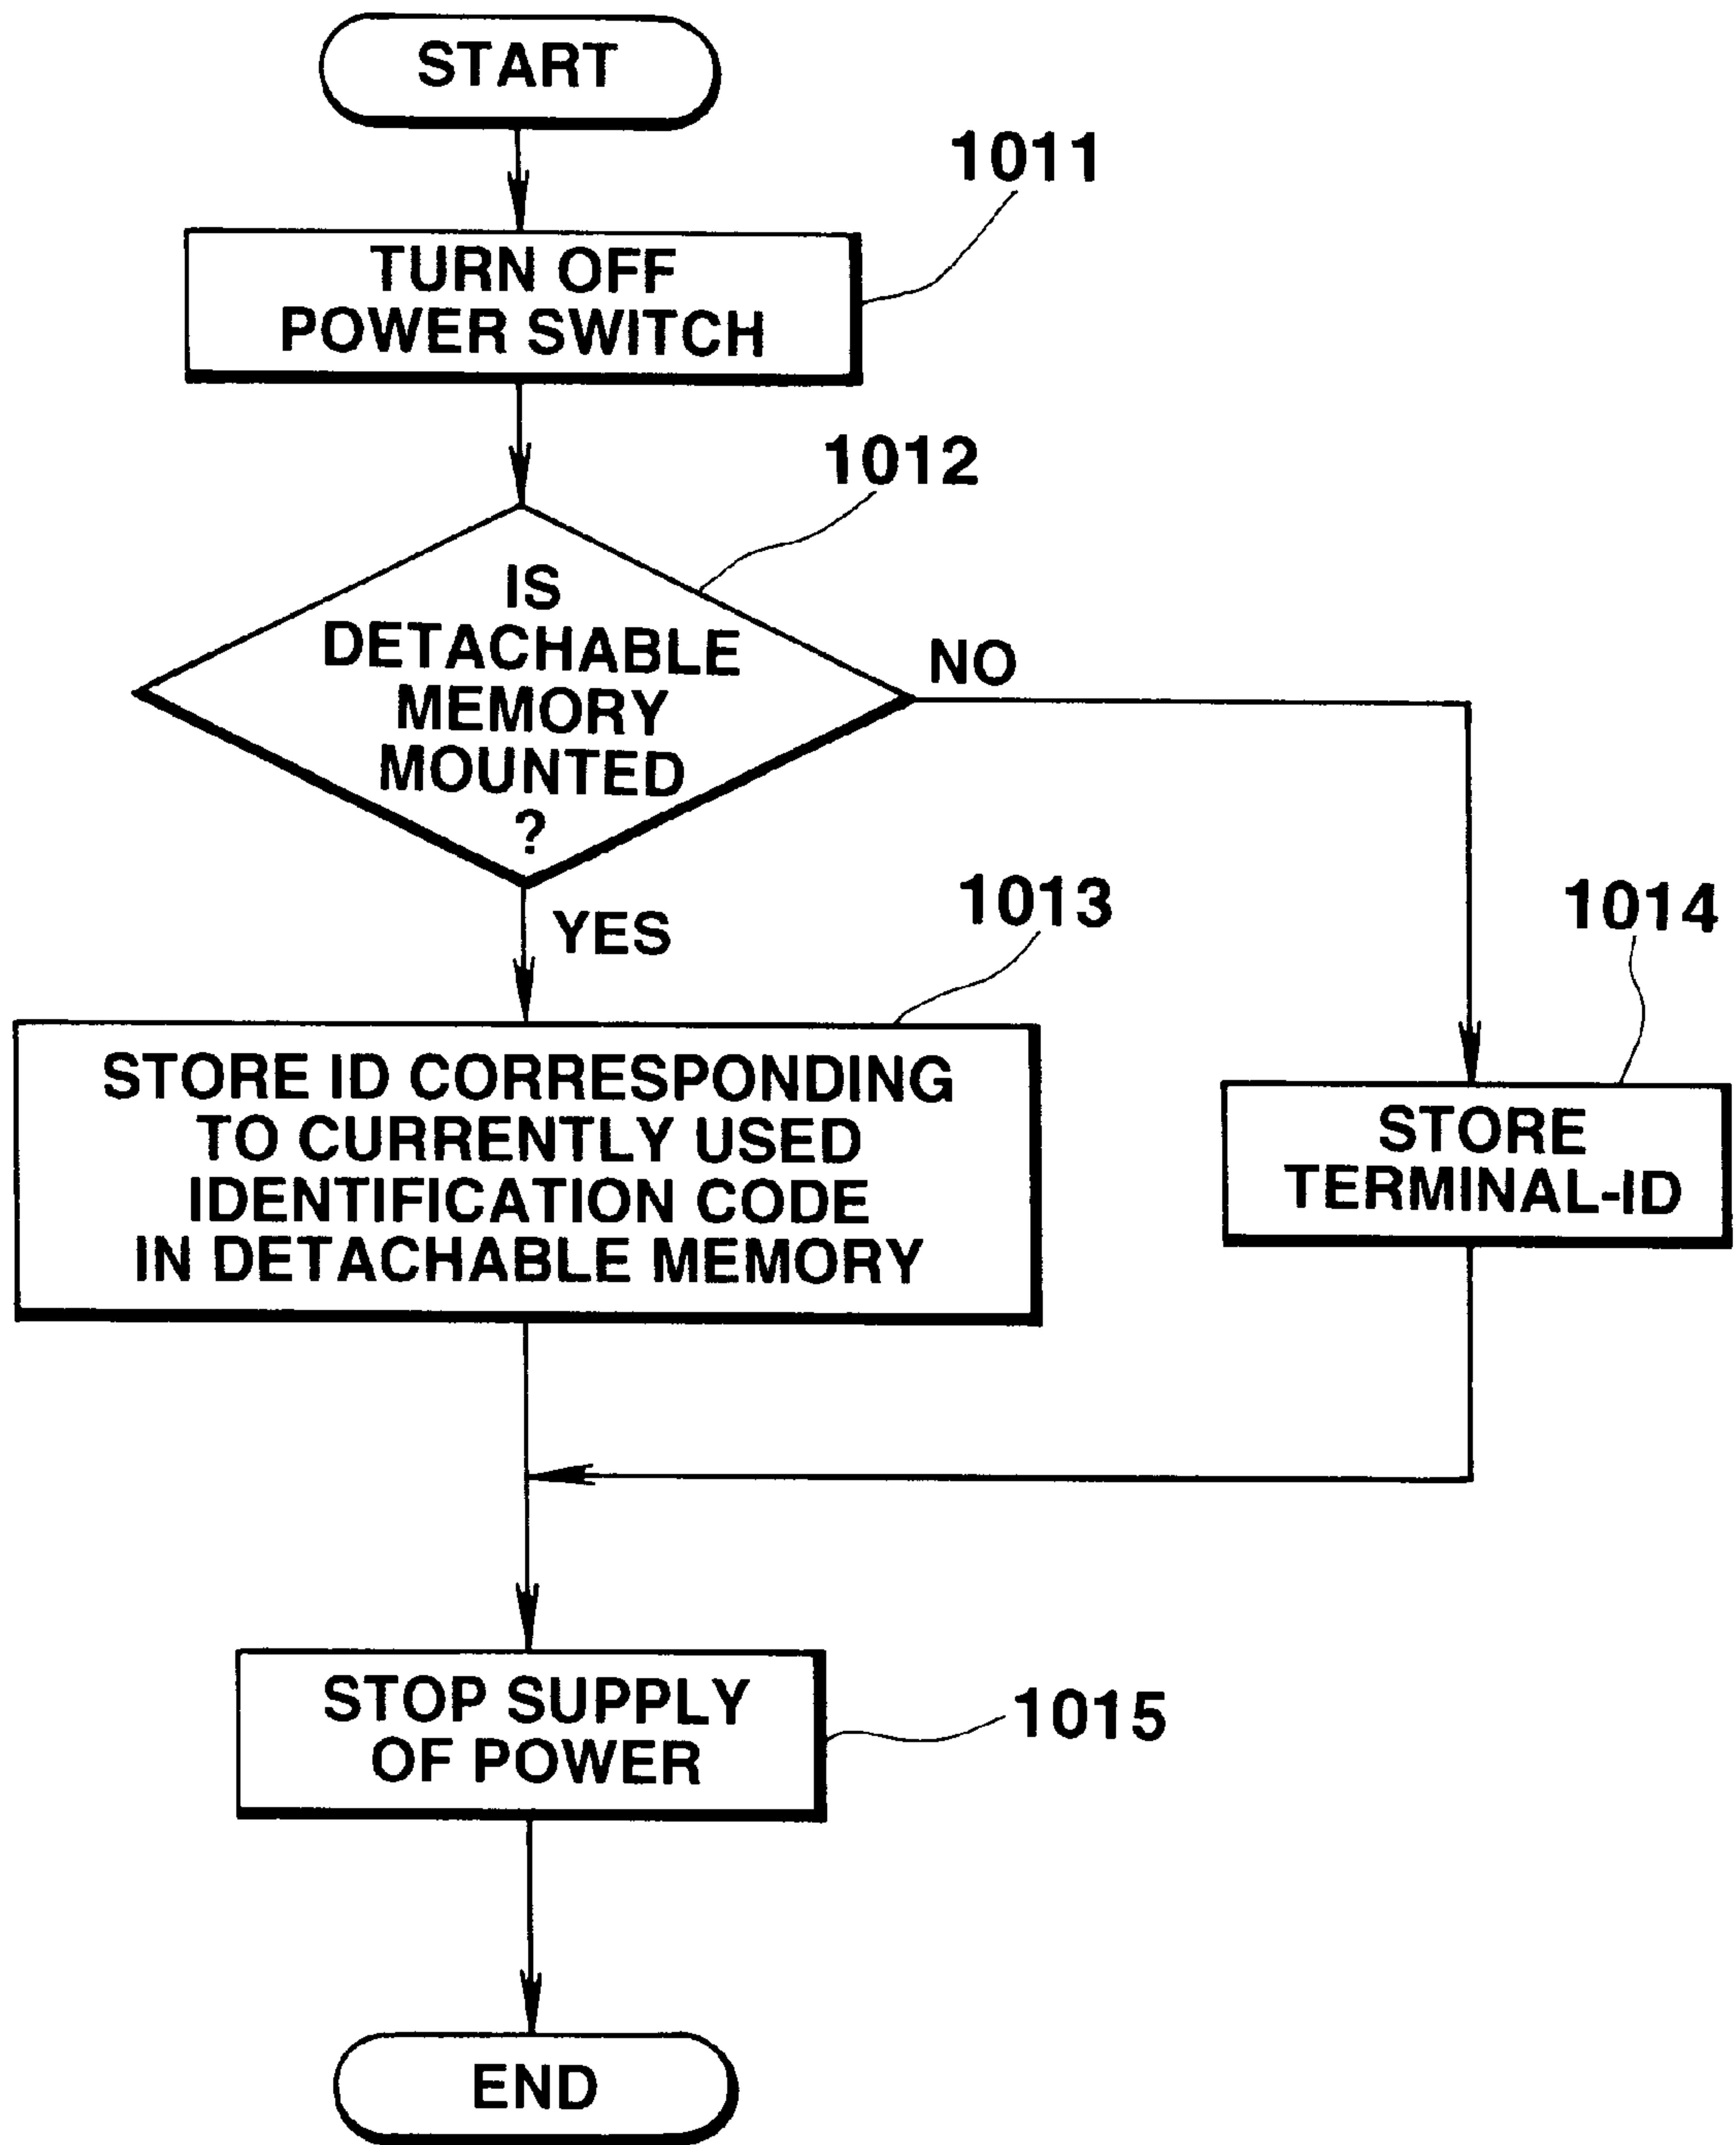 START
1011
TURN OFF
POWER SWITCH
1012
IS
DETACHABLE
MEMORY
MOUNTED
?
NO
YES
1013
STORE ID CORRESPONDING
TO CURRENTLY USED
IDENTIFICATION CODE
IN DETACHABLE MEMORY
1014
STORE
TERMINAL-ID
STOP SUPPLY
OF POWER
1015
END